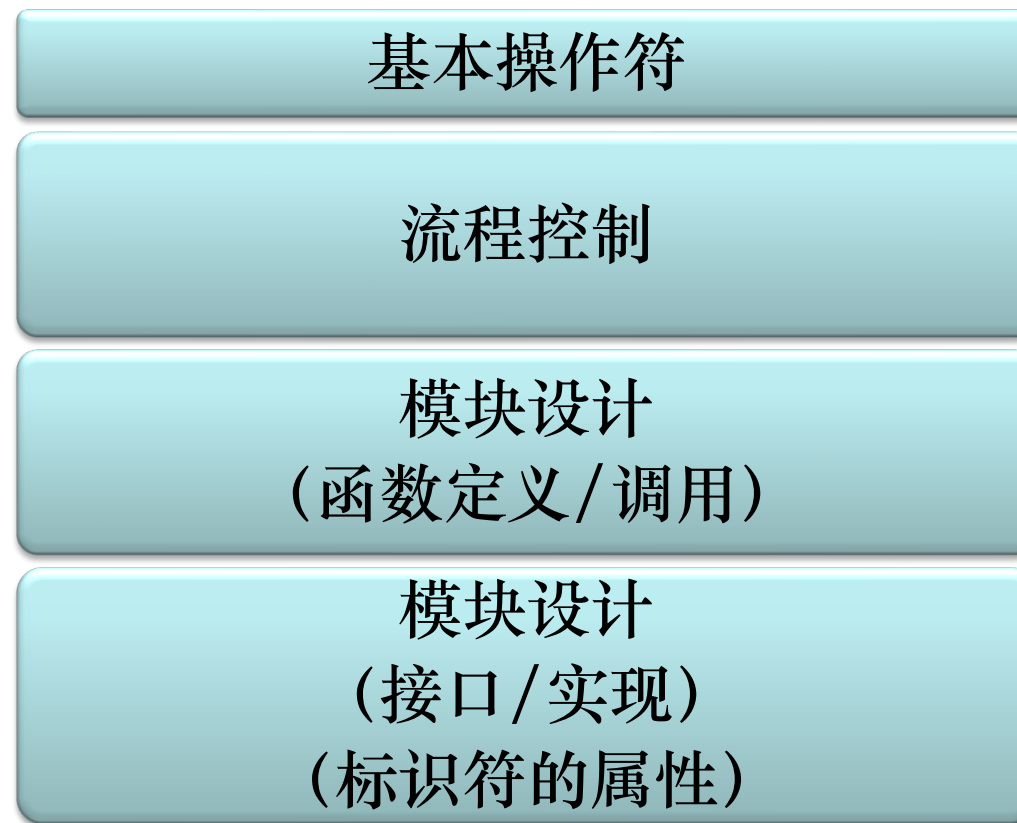 基本操作符
流程控制
模块设计
（函数定义/调用）
模块设计
（接口/实现）
（标识符的属性）